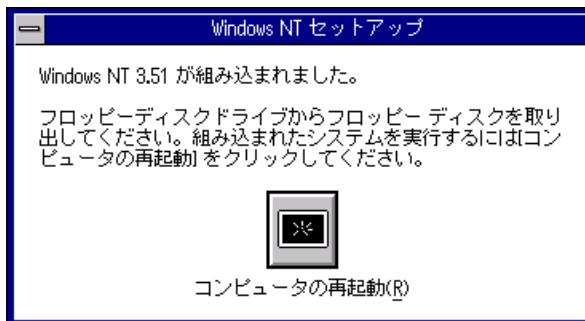 Windows NT セットアップ
Windows NT 3.51 が組み込まれました。
フロッピーディスクドライブからフロッピー ディスクを取り
出してください。組み込まれたシステムを実行するには[コン
ピュータの再起動] をクリックしてください。
コンピュータの再起動(R)